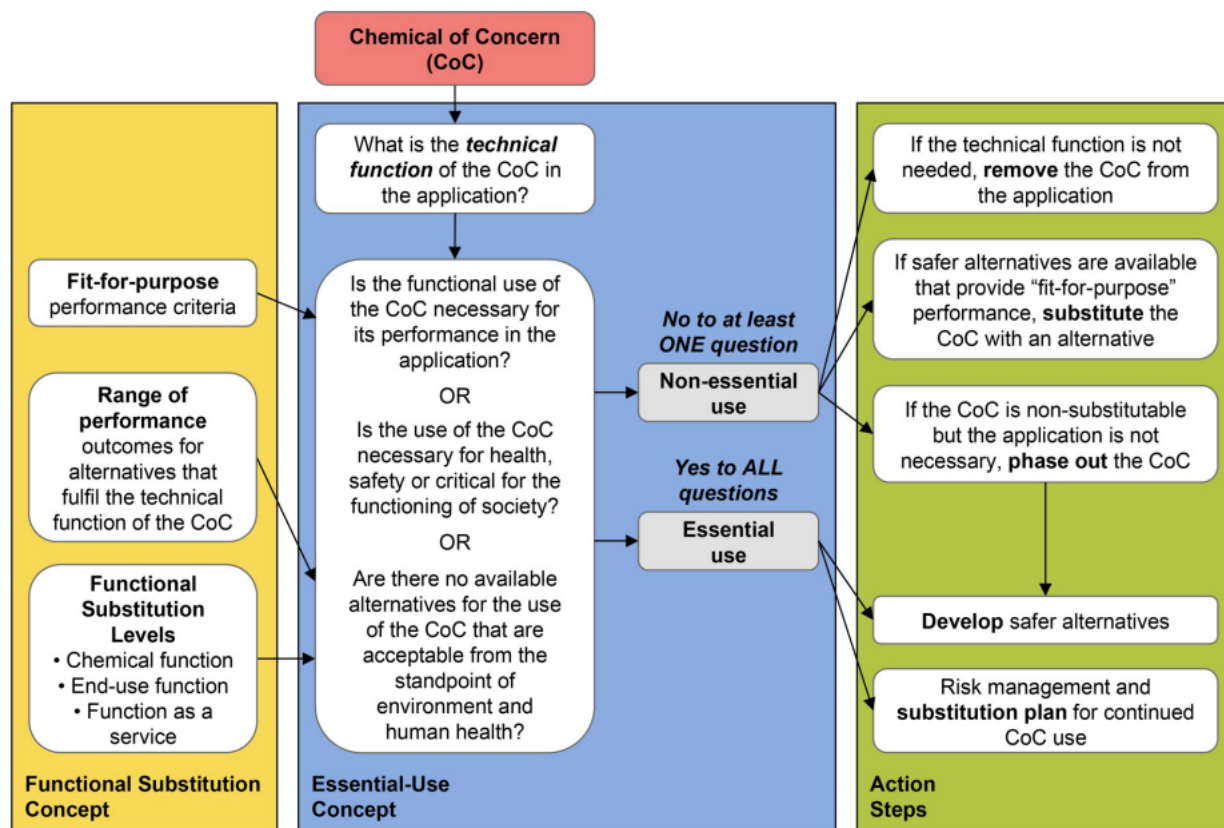 Chemical of Concern
(CoC)
What is the technical
function of the CoC in
the application?
Fit-for-purpose
performance criteria
Range of
performance
outcomes for
alternatives that
fulfil the technical
function of the CoC
Functional
Substitution
Levels
• Chemical function
• End-use function
• Function as a
service
Functional Substitution
Concept
Is the functional use of
the CoC necessary for
its performance in the
application?
OR
Is the use of the CoC
necessary for health,
safety or critical for the
functioning of society?
OR
Are there no available
alternatives for the use
of the CoC that are
acceptable from the
standpoint of
environment and
human health?
No to at least
ONE question
Non-essential
use
Yes to ALL
questions
Essential
use
Essential-Use
Concept
If the technical function is not
needed, remove the CoC from
the application
If safer alternatives are available
that provide “fit-for-purpose”
performance, substitute the
CoC with an alternative
If the CoC is non-substitutable
but the application is not
necessary, phase out the CoC
Develop safer alternatives
Risk management and
substitution plan for continued
CoC use
Action
Steps